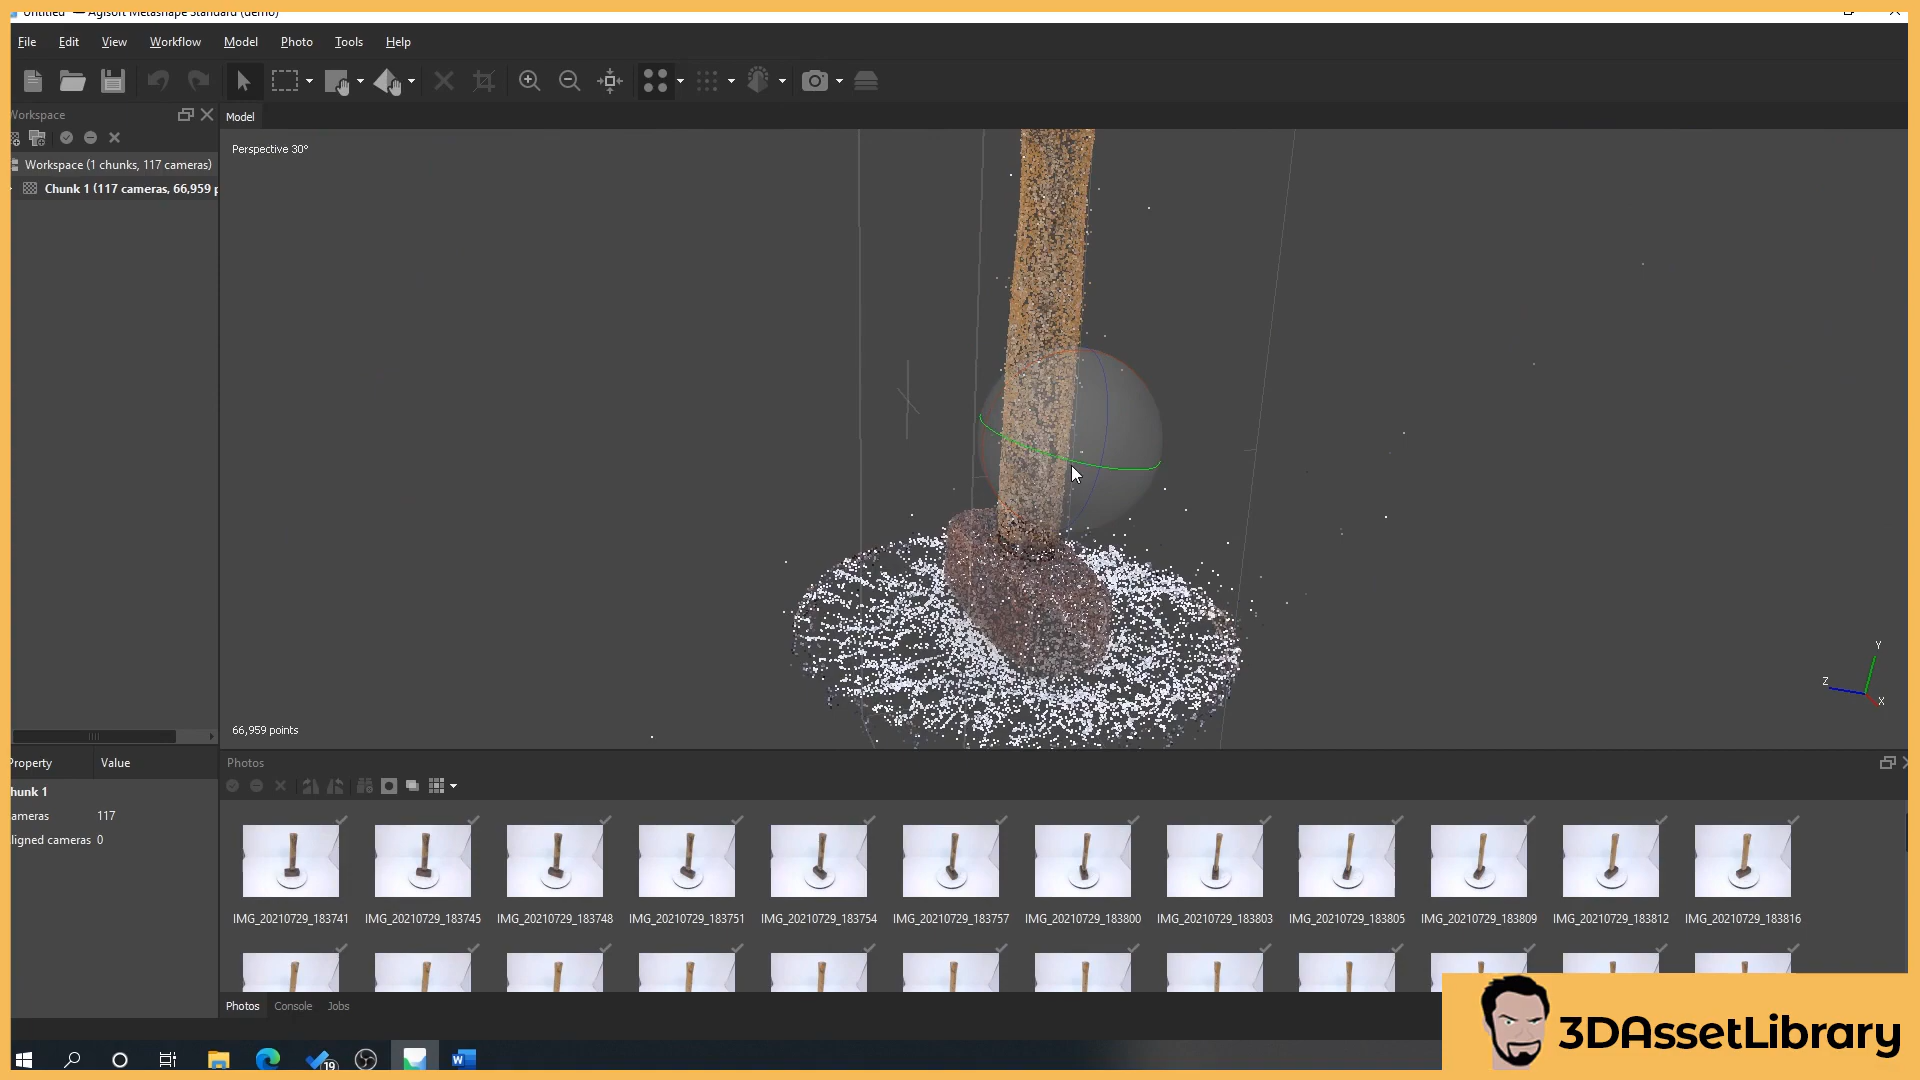 Untitled — Agisoft Metashape Standard (demo)
File Edit View Workflow Model Photo Tools Help
Workspace
Model
Workspace (1 chunks, 117 cameras)
Chunk 1 (117 cameras, 66,959 p
Perspective 30°
Y
Z
X
66,959 points
Property Value
hunk 1
ameras 117
ligned cameras 0
Photos
IMG_20210729_183741 IMG_20210729_183745 IMG_20210729_183748 IMG_20210729_183751 IMG_20210729_183754 IMG_20210729_183757 IMG_20210729_183800 IMG_20210729_183803 IMG_20210729_183805 IMG_20210729_183809 IMG_20210729_183812 IMG_20210729_183816
Photos Console Jobs
19
W
3DAssetLibrary